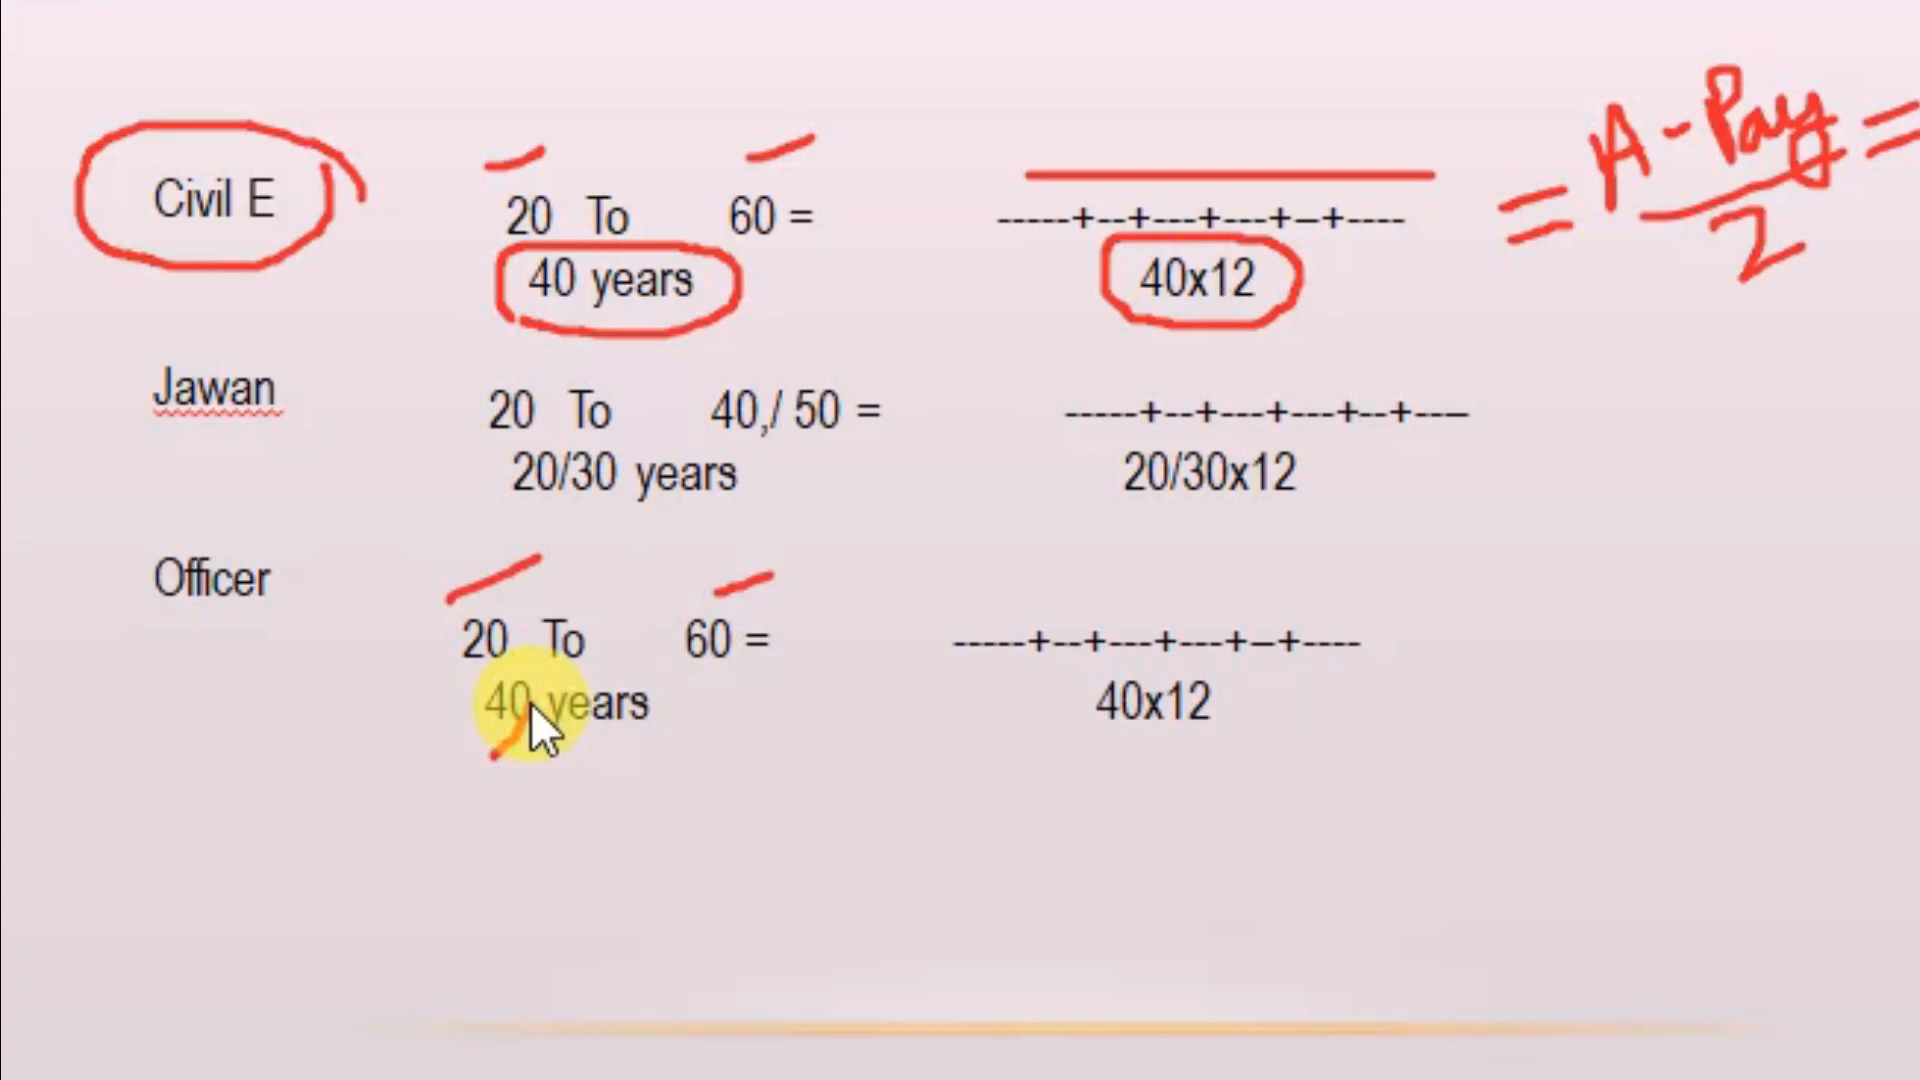 Civil E
20 To 60 = -----+--+---+---+--+----
40 years 40x12
= A - Pay =
2
Jawan
20 To 40,/ 50 = -----+--+---+---+--+----
20/30 years 20/30x12
Officer
20 To 60 = -----+--+---+---+--+----
40 years 40x12